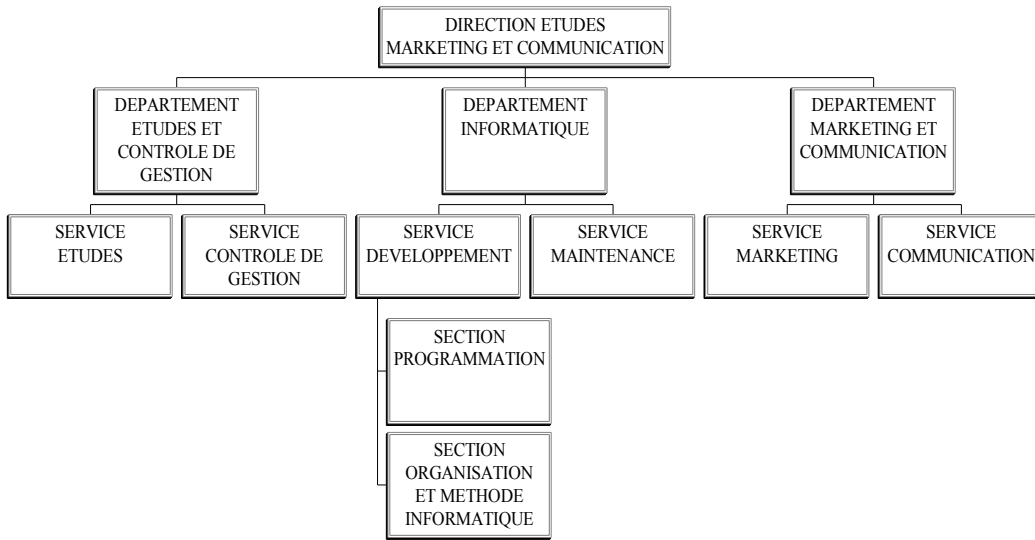 DIRECTION ETUDES
MARKETING ET COMMUNICATION
DEPARTEMENT
ETUDES ET
CONTROLE DE
GESTION
DEPARTEMENT
INFORMATIQUE
DEPARTEMENT
MARKETING ET
COMMUNICATION
SERVICE
ETUDES
SERVICE
CONTROLE DE
GESTION
SERVICE
DEVELOPPEMENT
SERVICE
MAINTENANCE
SERVICE
MARKETING
SERVICE
COMMUNICATION
SECTION
PROGRAMMATION
SECTION
ORGANISATION
ET METHODE
INFORMATIQUE